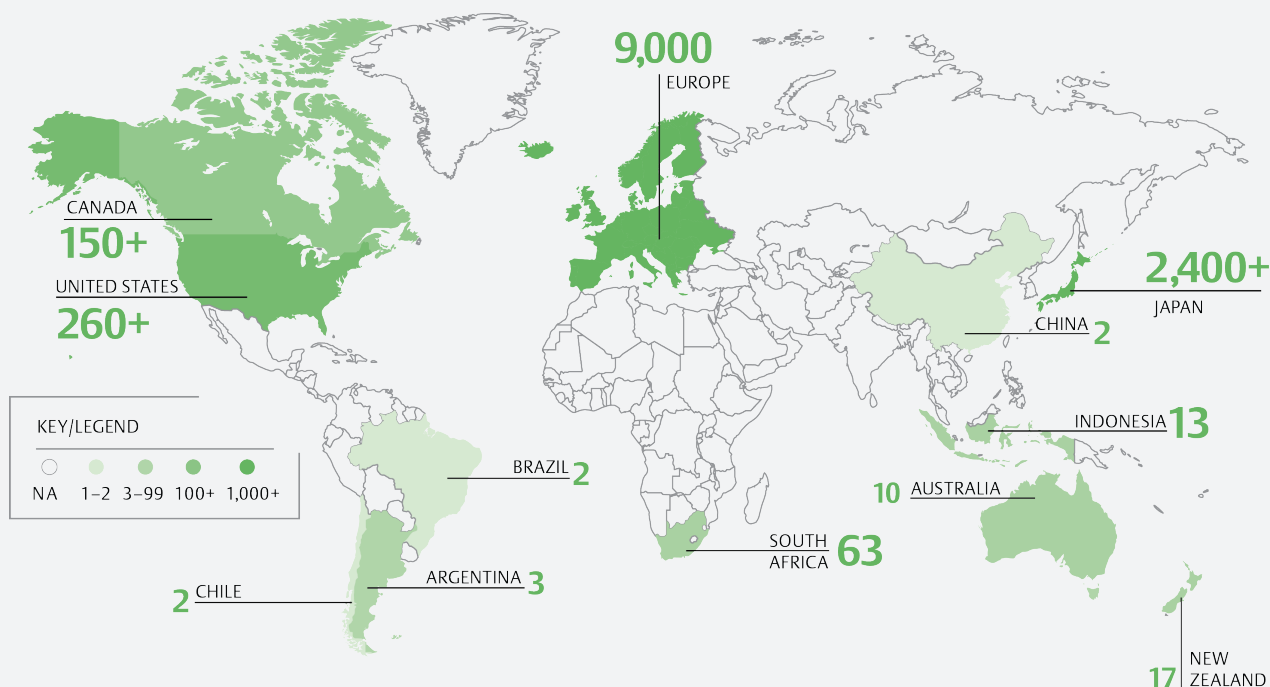 9,000
EUROPE
CANADA
150+
UNITED STATES
260+
2,400+
JAPAN
CHINA 2
KEY/LEGEND
NA 1–2 3–99 100+ 1,000+
INDONESIA 13
BRAZIL 2
10 AUSTRALIA
SOUTH
AFRICA 63
ARGENTINA 3
2 CHILE
NEW
17 ZEALAND